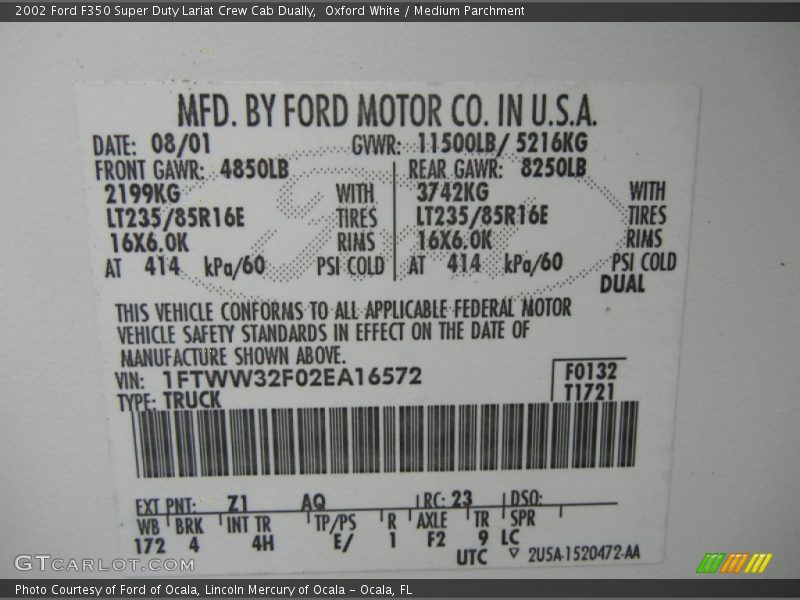 2002 Ford F350 Super Duty Lariat Crew Cab Dually,  Oxford White / Medium Parchment
MFD. BY FORD MOTOR CO. IN U.S.A.
DATE: 08/01 GVWR: 11500LB/ 5216KG
FRONT GAWR: 4850LB REAR GAWR: 8250LB
2199KG WITH 3742KG WITH
LT235/85R16E TIRES LT235/85R16E TIRES
16X6.0K RIMS 16X6.0K RIMS
AT 414 kPa/60 PSI COLD AT 414 kPa/60 PSI COLD
DUAL
THIS VEHICLE CONFORMS TO ALL APPLICABLE FEDERAL MOTOR
VEHICLE SAFETY STANDARDS IN EFFECT ON THE DATE OF
MANUFACTURE SHOWN ABOVE.
VIN: 1FTWW32F02EA16572 F0132
TYPE: TRUCK T1721
EXT PNT: Z1 AQ RC: 23 DSO:
WB BRK INT TR TP/PS R AXLE TR SPR
172 4 4H E/ 1 F2 9 LC
UTC ▽ 2U5A-1520472-AA
GTCARLOT.COM
Photo Courtesy of Ford of Ocala, Lincoln Mercury of Ocala – Ocala, FL